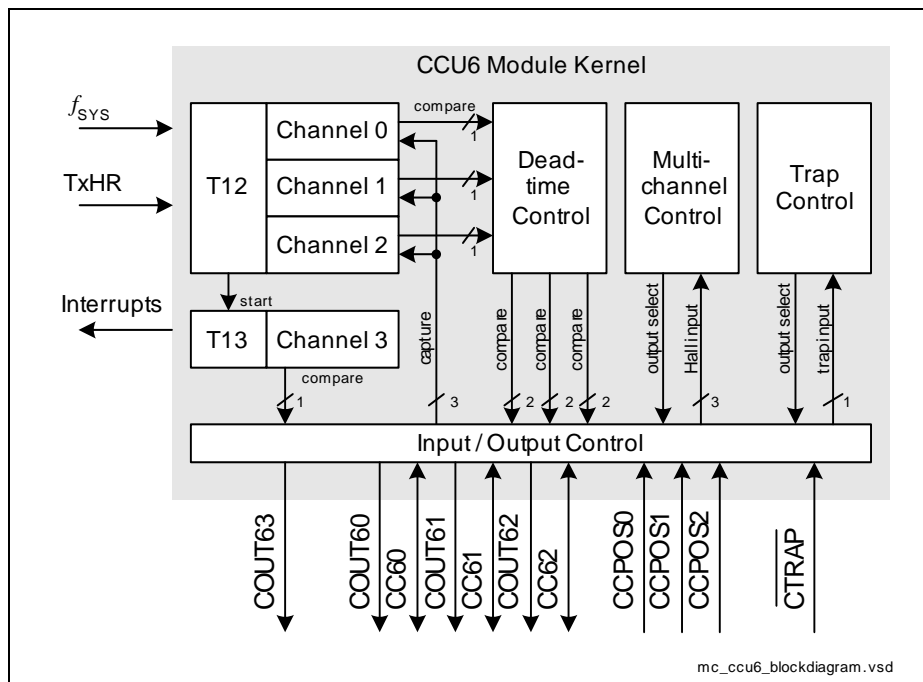 CCU6 Module Kernel
fSYS
TxHR
Interrupts
T12
Channel 0
Channel 1
Channel 2
compare
1
1
1
Dead-
time
Control
Multi-
channel
Control
Trap
Control
start
T13
Channel 3
compare
1
capture
3
compare
2
compare
2
compare
2
output select
Hall input
3
output select
trap input
1
Input / Output Control
COUT63
COUT60
CC60
COUT61
CC61
COUT62
CC62
CCPOS0
CCPOS1
CCPOS2
CTRAP
mc_ccu6_blockdiagram.vsd